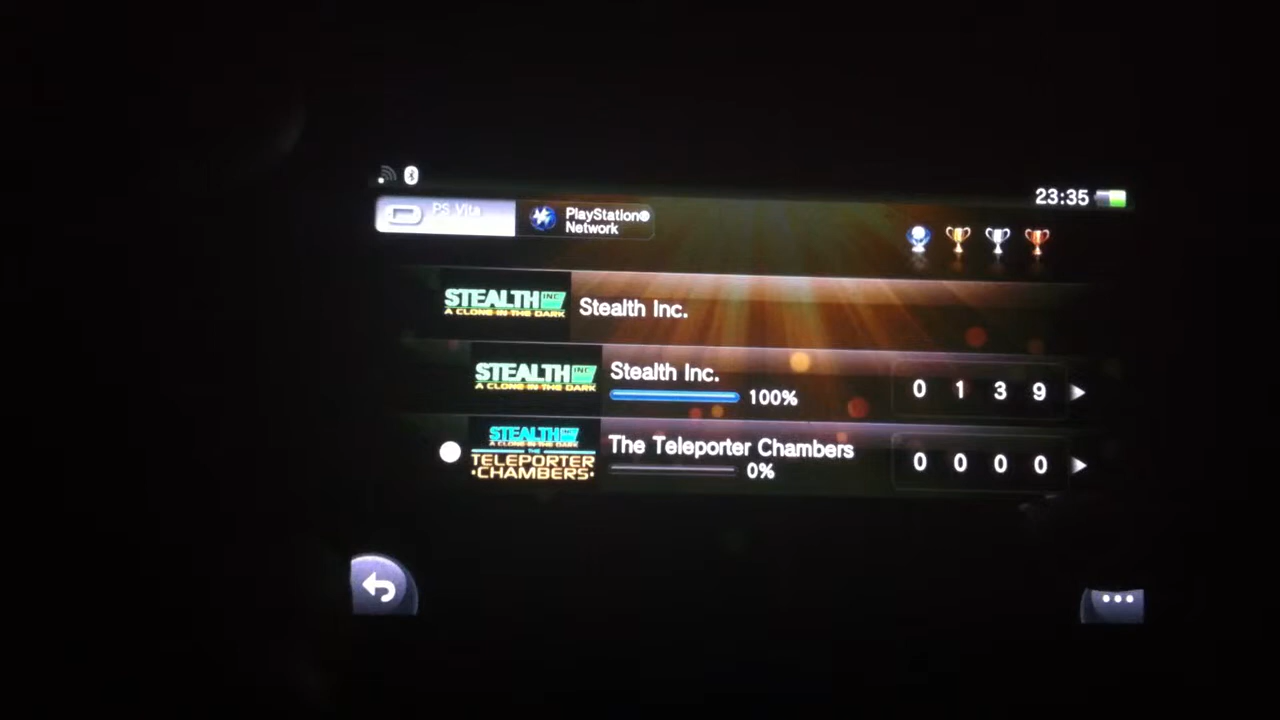 23:35
PS Vita
PlayStation®
Network
STEALTH INC
A CLONE IN THE DARK
Stealth Inc.
STEALTH INC
A CLONE IN THE DARK
Stealth Inc.
100%
0 1 3 9
STEALTH INC
A CLONE IN THE DARK
THE
TELEPORTER
CHAMBERS
The Teleporter Chambers
0%
0 0 0 0